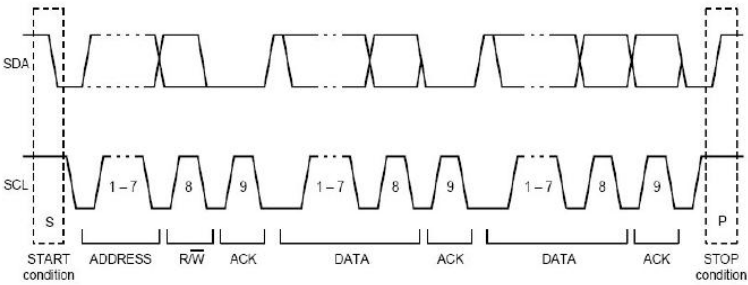 SDA
SCL
1 – 7 8 9 1 – 7 8 9 1 – 7 8 9
S P
START condition
ADDRESS
R/W̅
ACK
DATA
ACK
DATA
ACK
STOP condition